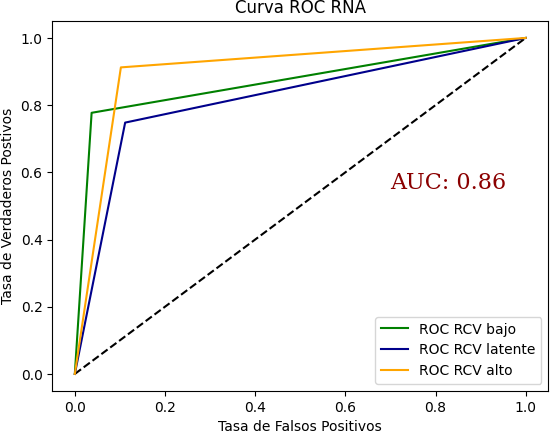 Curva ROC RNA
Tasa de Verdaderos Postivos
1.0
0.8
0.6
0.4
0.2
0.0
AUC: 0.86
ROC RCV bajo
ROC RCV latente
ROC RCV alto
0.0 0.2 0.4 0.6 0.8 1.0
Tasa de Falsos Positivos